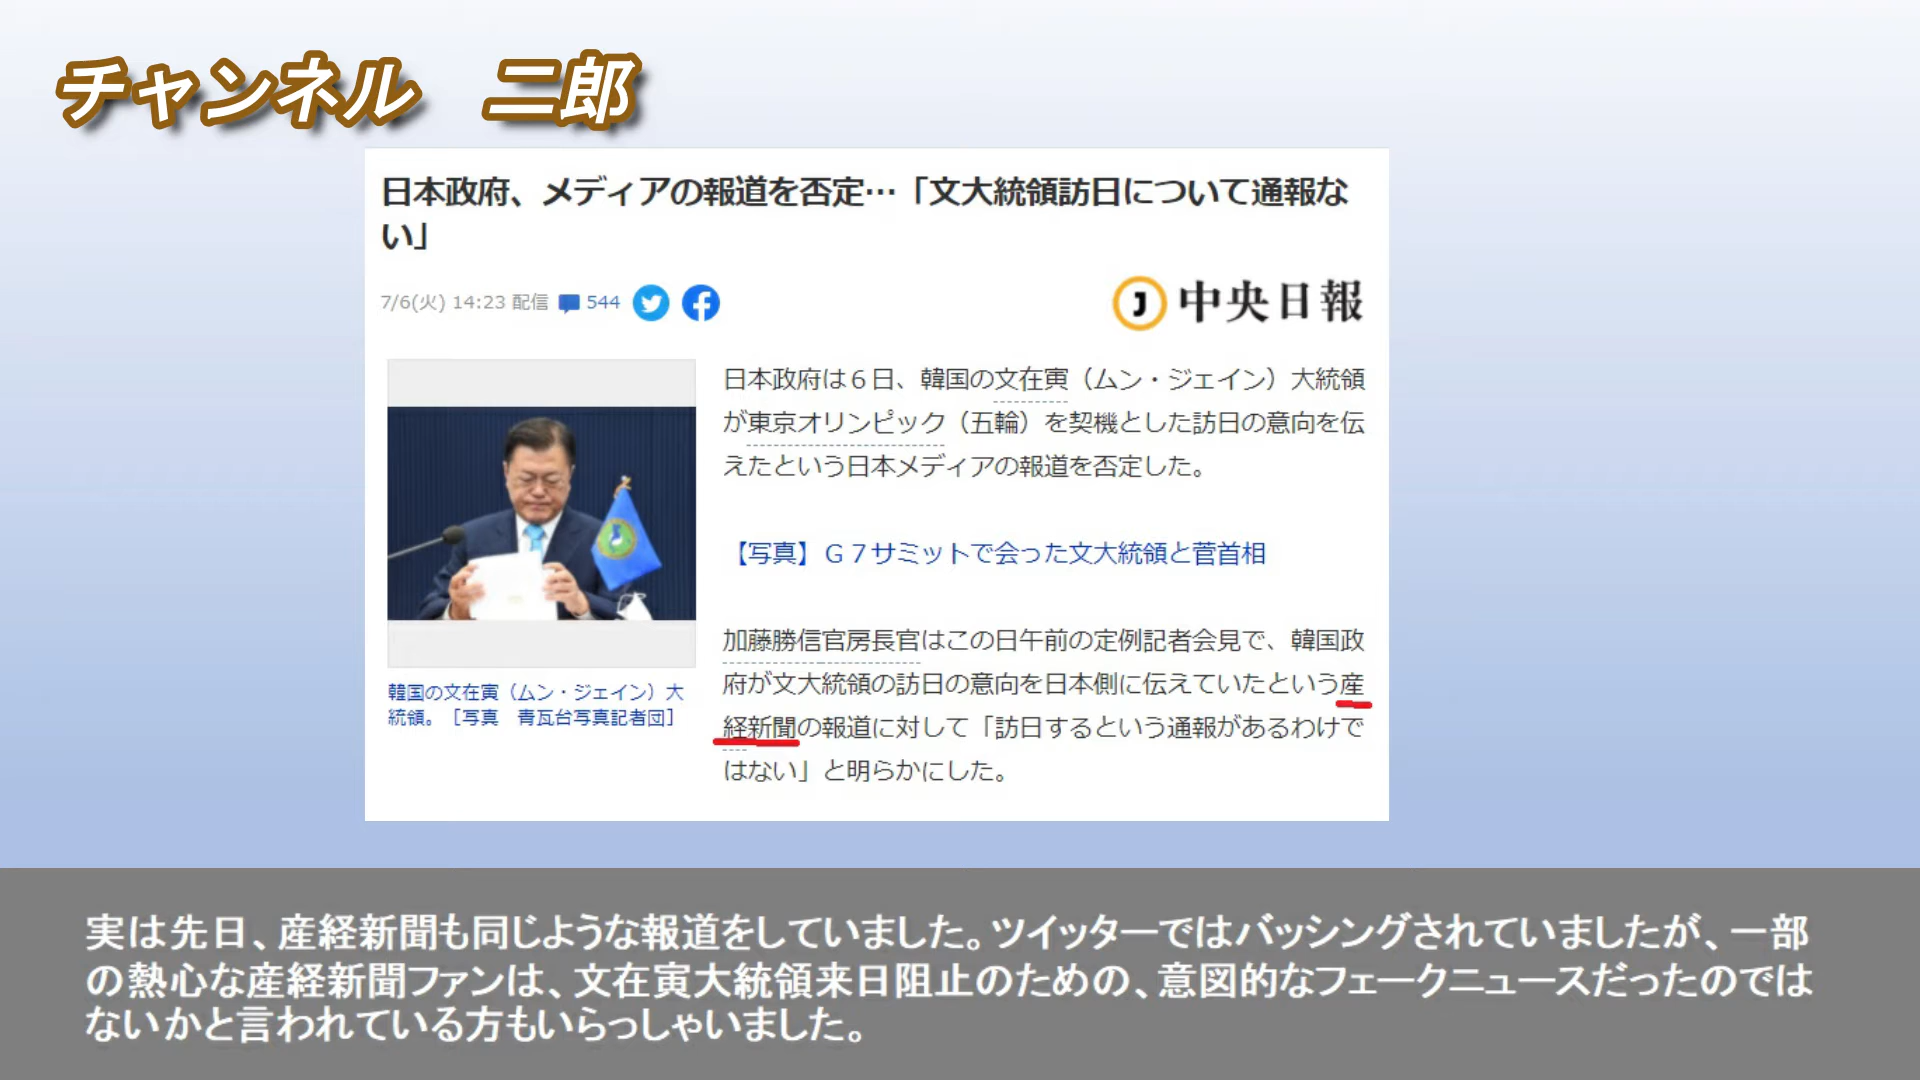 チャンネル　二郎
日本政府、メディアの報道を否定…「文大統領訪日について通報な
い」
7/6(火) 14:23 配信 544
J 中央日報
日本政府は６日、韓国の文在寅（ムン・ジェイン）大統領
が東京オリンピック（五輪）を契機とした訪日の意向を伝
えたという日本メディアの報道を否定した。
【写真】Ｇ７サミットで会った文大統領と菅首相
加藤勝信官房長官はこの日午前の定例記者会見で、韓国政
府が文大統領の訪日の意向を日本側に伝えていたという産
経新聞の報道に対して「訪日するという通報があるわけで
はない」と明らかにした。
韓国の文在寅（ムン・ジェイン）大
統領。［写真　青瓦台写真記者団］
実は先日、産経新聞も同じような報道をしていました。ツイッターではバッシングされていましたが、一部
の熱心な産経新聞ファンは、文在寅大統領来日阻止のための、意図的なフェークニュースだったのでは
ないかと言われている方もいらっしゃいました。